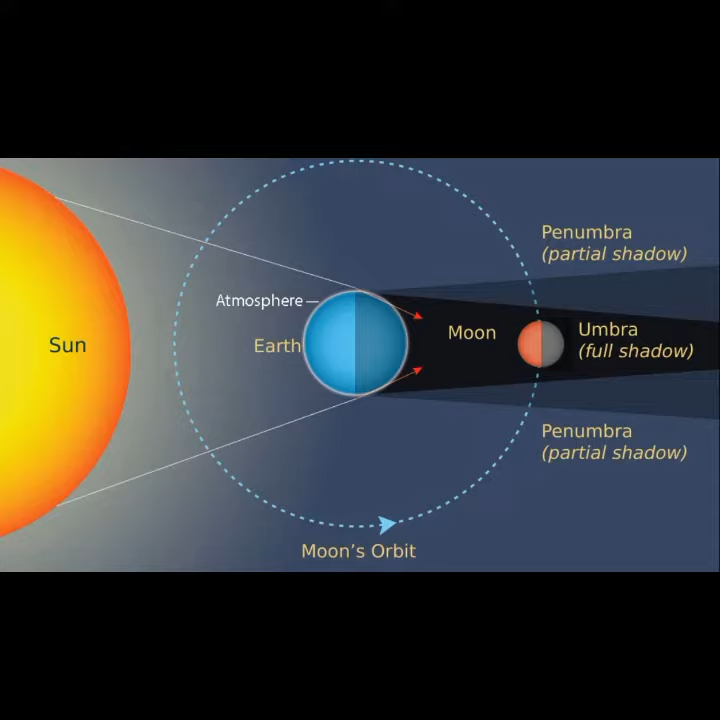 Penumbra
(partial shadow)
Atmosphere
Sun
Earth
Moon
Umbra
(full shadow)
Penumbra
(partial shadow)
Moon’s Orbit